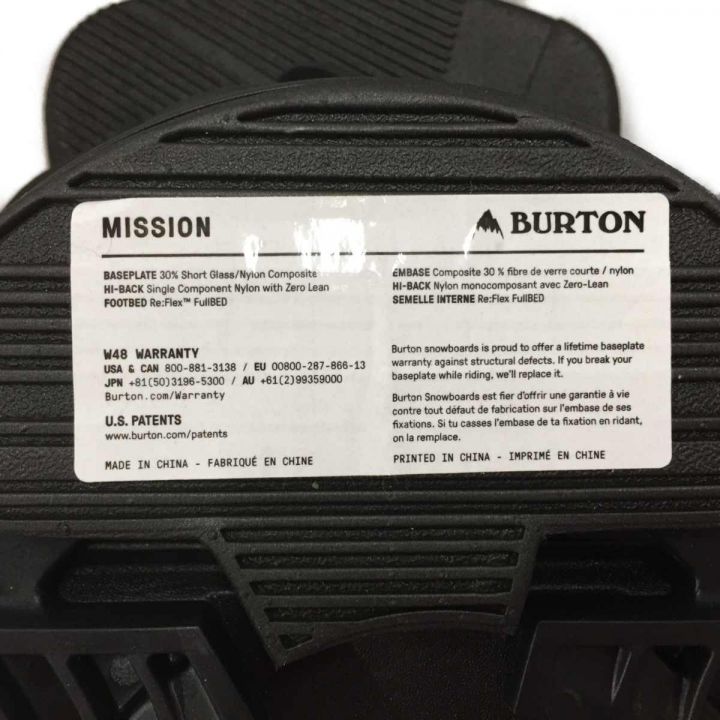 MISSION
BURTON
BASEPLATE 30% Short Glass/Nylon Composite
HI-BACK Single Component Nylon with Zero Lean
FOOTBED Re:Flex™ FullBED
EMBASE Composite 30 % fibre de verre courte / nylon
HI-BACK Nylon monocomposant avec Zero-Lean
SEMELLE INTERNE Re:Flex FullBED
W48 WARRANTY
USA & CAN 800-881-3138 / EU 00800-287-866-13
JPN +81(50)3196-5300 / AU +61(2)99359000
Burton.com/Warranty
U.S. PATENTS
www.burton.com/patents
MADE IN CHINA - FABRIQUÉ EN CHINE
Burton snowboards is proud to offer a lifetime baseplate
warranty against structural defects. If you break your
baseplate while riding, we'll replace it.
Burton Snowboards est fier d'offrir une garantie à vie
contre tout défaut de fabrication sur l'embase de ses
fixations. Si tu casses l'embase de ta fixation en ridant,
on la remplace.
PRINTED IN CHINA - IMPRIMÉ EN CHINE